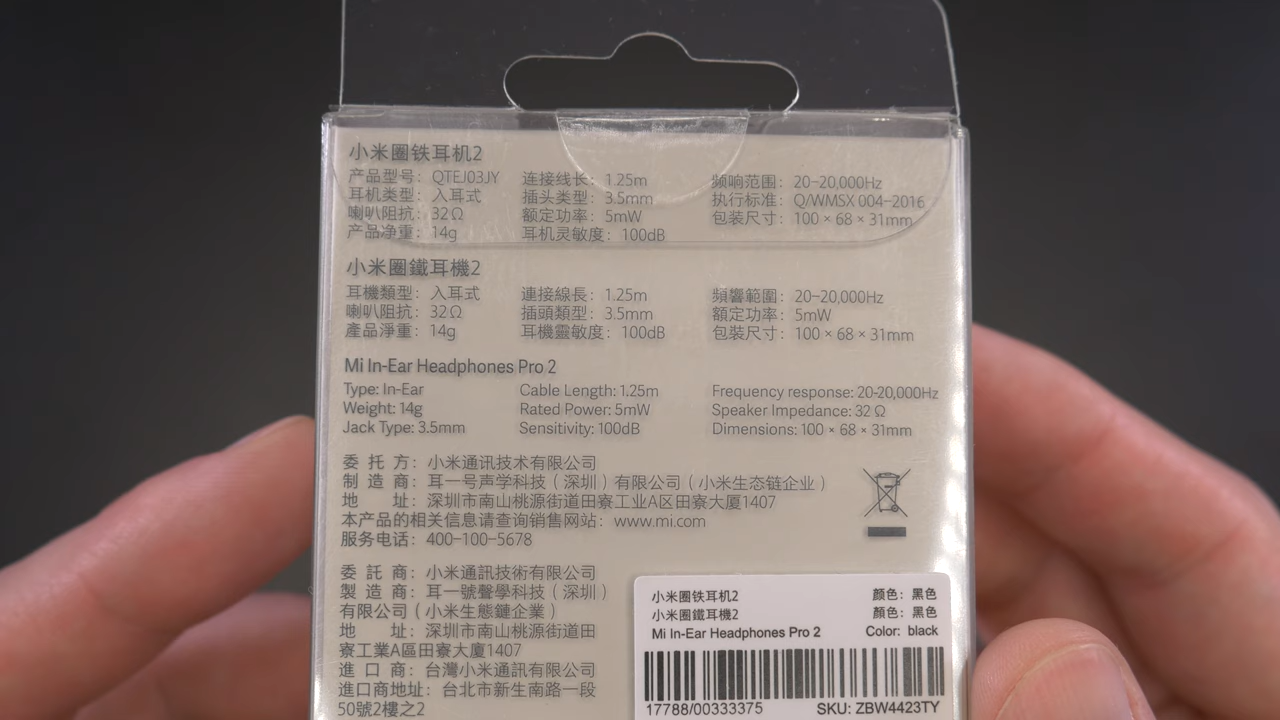 小米圈铁耳机2
产品型号：QTEJ03JY 连接线长：1.25m 频响范围：20-20,000Hz
耳机类型：入耳式 插头类型：3.5mm 执行标准：Q/WMSX 004-2016
喇叭阻抗：32Ω 额定功率：5mW 包装尺寸：100 × 68 × 31mm
产品净重：14g 耳机灵敏度：100dB
小米圈鐵耳機2
耳機類型：入耳式 連接線長：1.25m 頻響範圍：20-20,000Hz
喇叭阻抗：32Ω 插頭類型：3.5mm 額定功率：5mW
產品淨重：14g 耳機靈敏度：100dB 包裝尺寸：100 × 68 × 31mm
Mi In-Ear Headphones Pro 2
Type: In-Ear Cable Length: 1.25m Frequency response: 20-20,000Hz
Weight: 14g Rated Power: 5mW Speaker Impedance: 32 Ω
Jack Type: 3.5mm Sensitivity: 100dB Dimensions: 100 × 68 × 31mm
委 托 方：小米通讯技术有限公司
制 造 商：耳一号声学科技（深圳）有限公司（小米生态链企业）
地 址：深圳市南山桃源街道田寮工业A区田寮大厦1407
本产品的相关信息请查询销售网站：www.mi.com
服务电话：400-100-5678
委 託 商：小米通訊技術有限公司
製 造 商：耳一號聲學科技（深圳）
有限公司（小米生態鏈企業）
地 址：深圳市南山桃源街道田
寮工業A區田寮大廈1407
進 口 商：台灣小米通訊有限公司
進口商地址：台北市新生南路一段
50號2樓之2
小米圈铁耳机2 颜色：黑色
小米圈鐵耳機2 顏色：黑色
Mi In-Ear Headphones Pro 2 Color: black
17788/00333375 SKU: ZBW4423TY